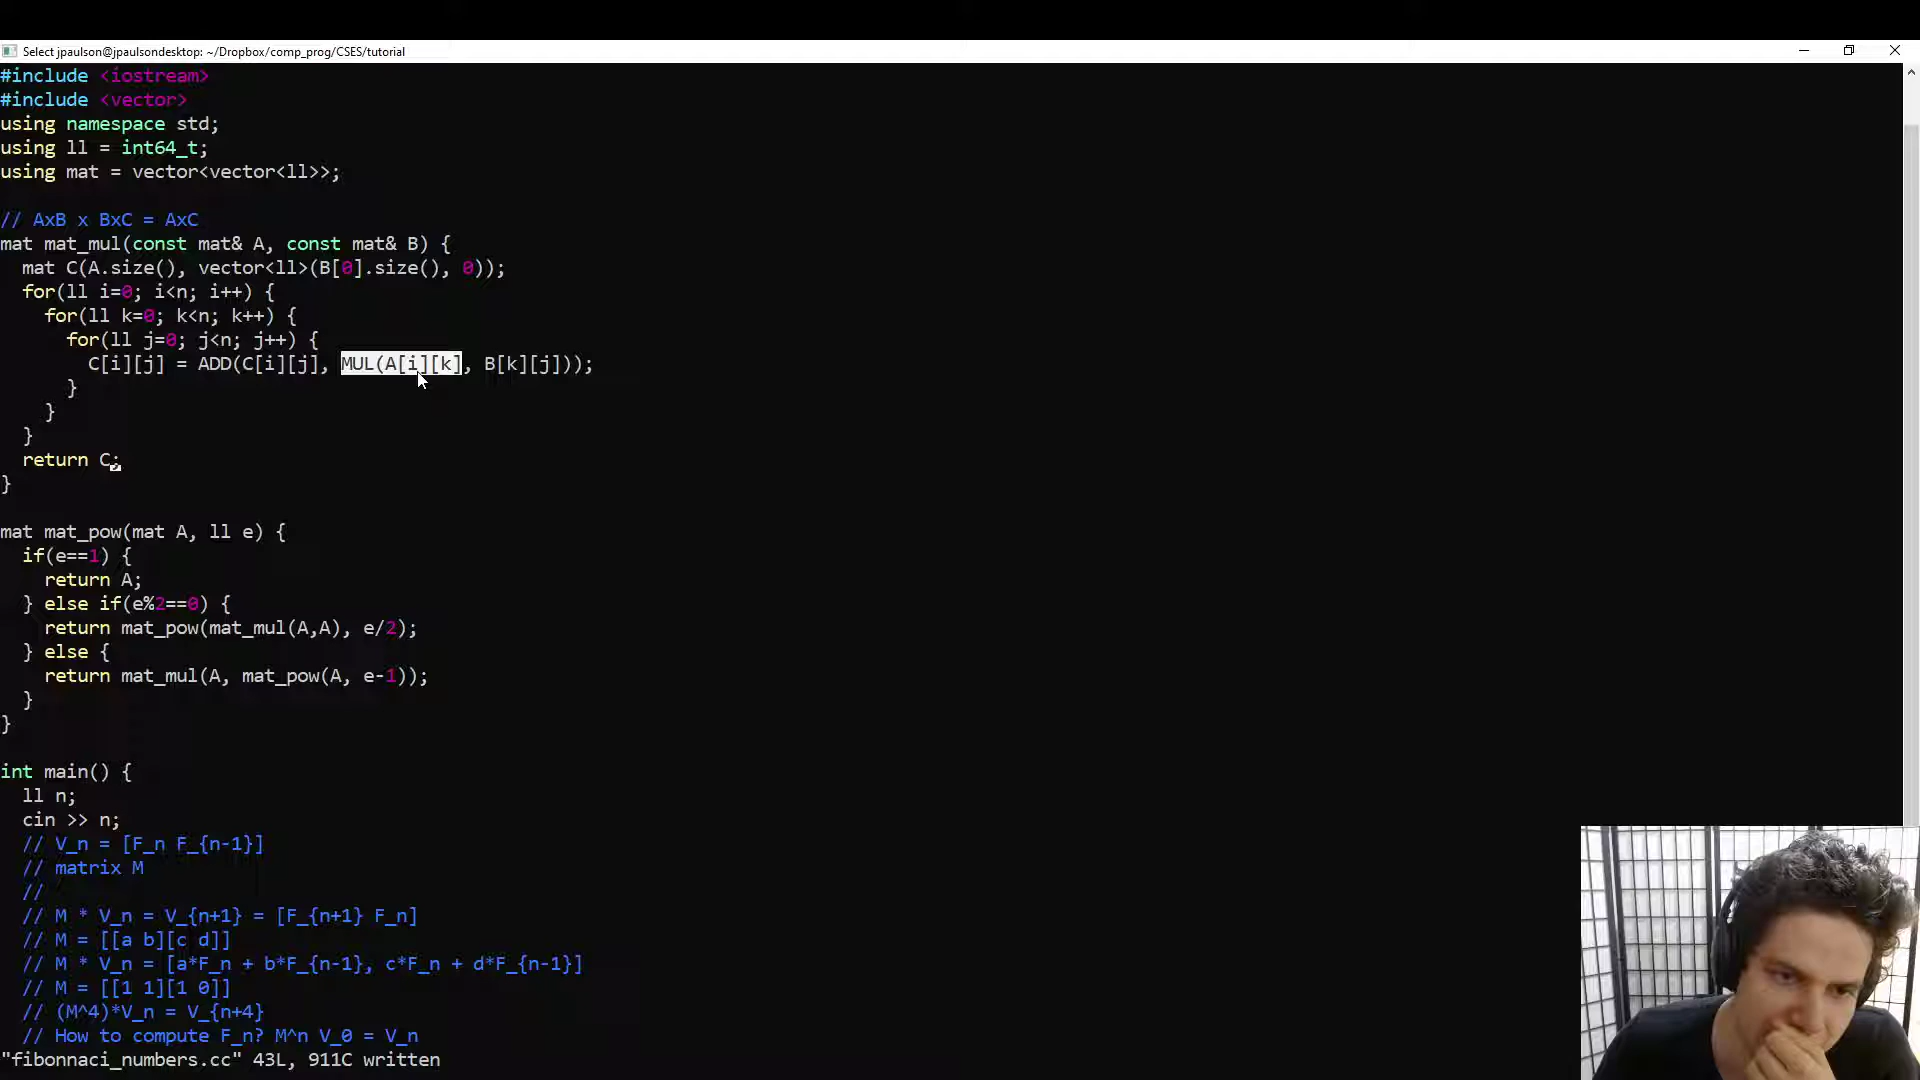 Select jpaulson@jpaulsondesktop: ~/Dropbox/comp_prog/CSES/tutorial
#include <iostream>
#include <vector>
using namespace std;
using ll = int64_t;
using mat = vector<vector<ll>>;
// AxB x BxC = AxC
mat mat_mul(const mat& A, const mat& B) {
  mat C(A.size(), vector<ll>(B[0].size(), 0));
  for(ll i=0; i<n; i++) {
    for(ll k=0; k<n; k++) {
      for(ll j=0; j<n; j++) {
        C[i][j] = ADD(C[i][j], MUL(A[i][k], B[k][j]));
      }
    }
  }
  return C;
}
mat mat_pow(mat A, ll e) {
  if(e==1) {
    return A;
  } else if(e%2==0) {
    return mat_pow(mat_mul(A,A), e/2);
  } else {
    return mat_mul(A, mat_pow(A, e-1));
  }
}
int main() {
  ll n;
  cin >> n;
  // V_n = [F_n F_{n-1}]
  // matrix M
  //
  // M * V_n = V_{n+1} = [F_{n+1} F_n]
  // M = [[a b][c d]]
  // M * V_n = [a*F_n + b*F_{n-1}, c*F_n + d*F_{n-1}]
  // M = [[1 1][1 0]]
  // (M^4)*V_n = V_{n+4}
  // How to compute F_n? M^n V_0 = V_n
"fibonnaci_numbers.cc" 43L, 911C written